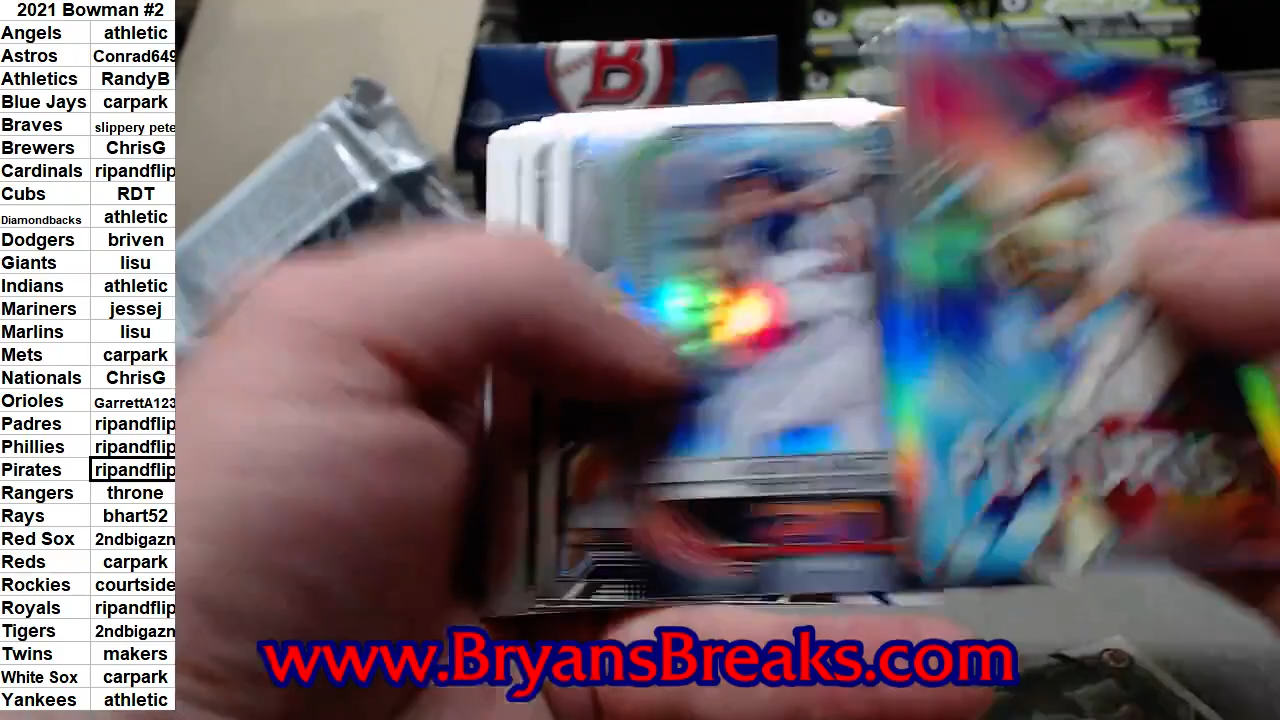 2021 Bowman #2
Angels athletic
Astros Conrad649
Athletics RandyB
Blue Jays carpark
Braves slippery pete
Brewers ChrisG
Cardinals ripandflip
Cubs RDT
Diamondbacks athletic
Dodgers briven
Giants lisu
Indians athletic
Mariners jessej
Marlins lisu
Mets carpark
Nationals ChrisG
Orioles GarrettA123
Padres ripandflip
Phillies ripandflip
Pirates ripandflip
Rangers throne
Rays bhart52
Red Sox 2ndbigazn
Reds carpark
Rockies courtside
Royals ripandflip
Tigers 2ndbigazn
Twins makers
White Sox carpark
Yankees athletic
B
www.BryansBreaks.com